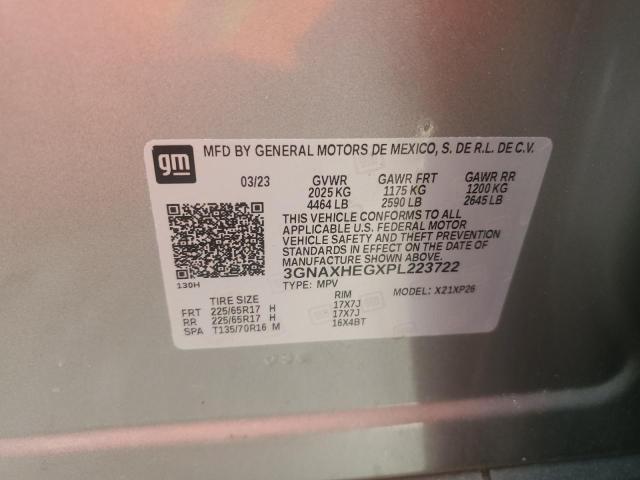 gm MFD BY GENERAL MOTORS DE MEXICO, S. DE R.L. DE C.V.
03/23 GVWR GAWR FRT GAWR RR
2025 KG 1175 KG 1200 KG
4464 LB 2590 LB 2645 LB
THIS VEHICLE CONFORMS TO ALL
APPLICABLE U.S. FEDERAL MOTOR
VEHICLE SAFETY AND THEFT PREVENTION
STANDARDS IN EFFECT ON THE DATE OF
MANUFACTURE SHOWN ABOVE.
130H 3GNAXHEGXPL223722
TYPE: MPV MODEL: X21XP26
TIRE SIZE RIM
FRT 225/65R17 H 17X7J
RR 225/65R17 H 17X7J
SPA T135/70R16 M 16X4BT